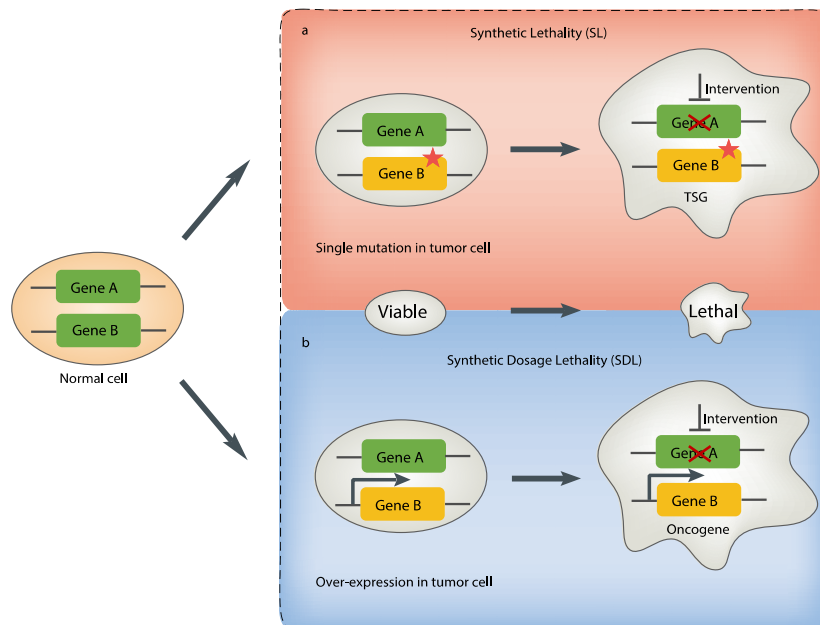 a
Synthetic Lethality (SL)
Intervention
Gene A
Gene B
Gene A
Gene B
TSG
Single mutation in tumor cell
Gene A
Gene B
Normal cell
Viable
Lethal
b
Synthetic Dosage Lethality (SDL)
Intervention
Gene A
Gene B
Gene A
Gene B
Oncogene
Over-expression in tumor cell